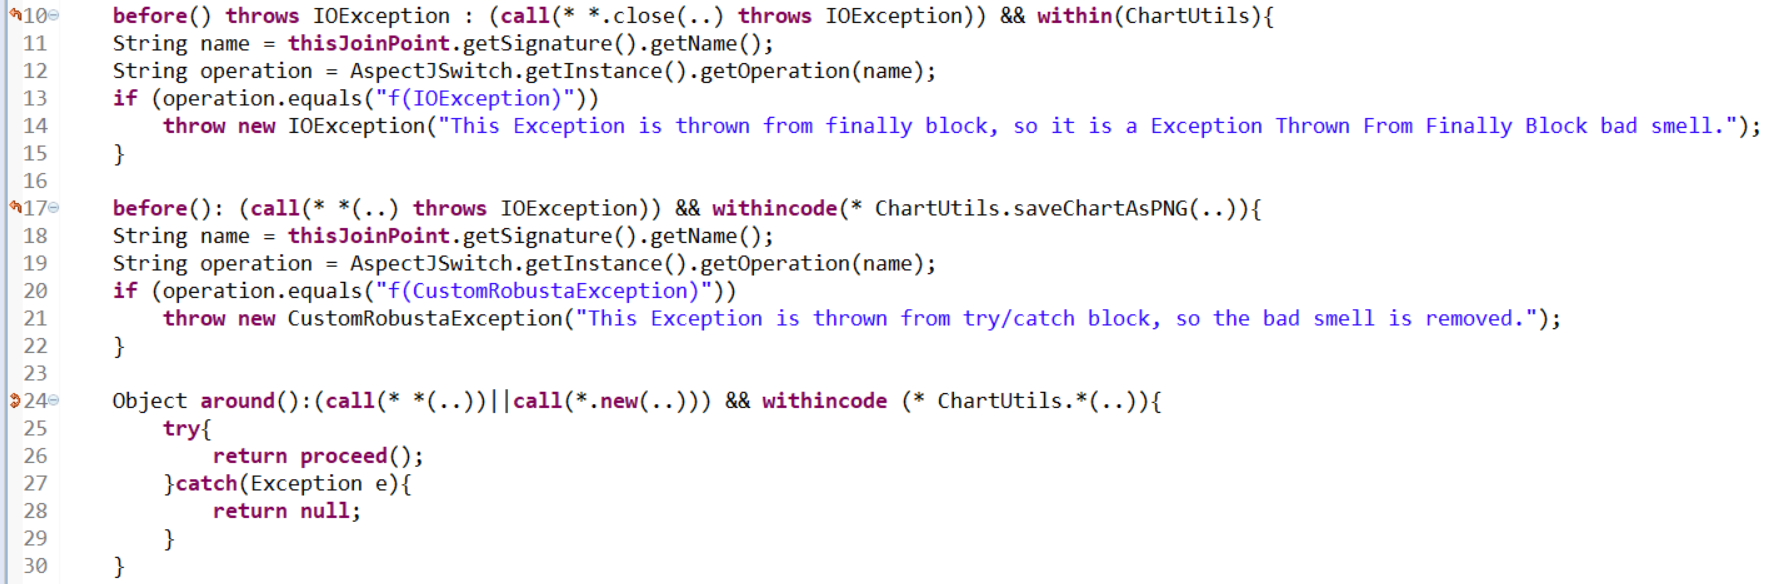 10 before() throws IOException : (call(* *.close(..) throws IOException)) && within(ChartUtils){
11 String name = thisJoinPoint.getSignature().getName();
12 String operation = AspectJSwitch.getInstance().getOperation(name);
13 if (operation.equals("f(IOException)"))
14 throw new IOException("This Exception is thrown from finally block, so it is a Exception Thrown From Finally Block bad smell.");
15 }
16
17 before(): (call(* *(..) throws IOException)) && withincode(* ChartUtils.saveChartAsPNG(..)){
18 String name = thisJoinPoint.getSignature().getName();
19 String operation = AspectJSwitch.getInstance().getOperation(name);
20 if (operation.equals("f(CustomRobustaException)"))
21 throw new CustomRobustaException("This Exception is thrown from try/catch block, so the bad smell is removed.");
22 }
23
24 Object around():(call(* *(..))||call(*.new(..))) && withincode (* ChartUtils.*(..)){
25 try{
26 return proceed();
27 }catch(Exception e){
28 return null;
29 }
30 }